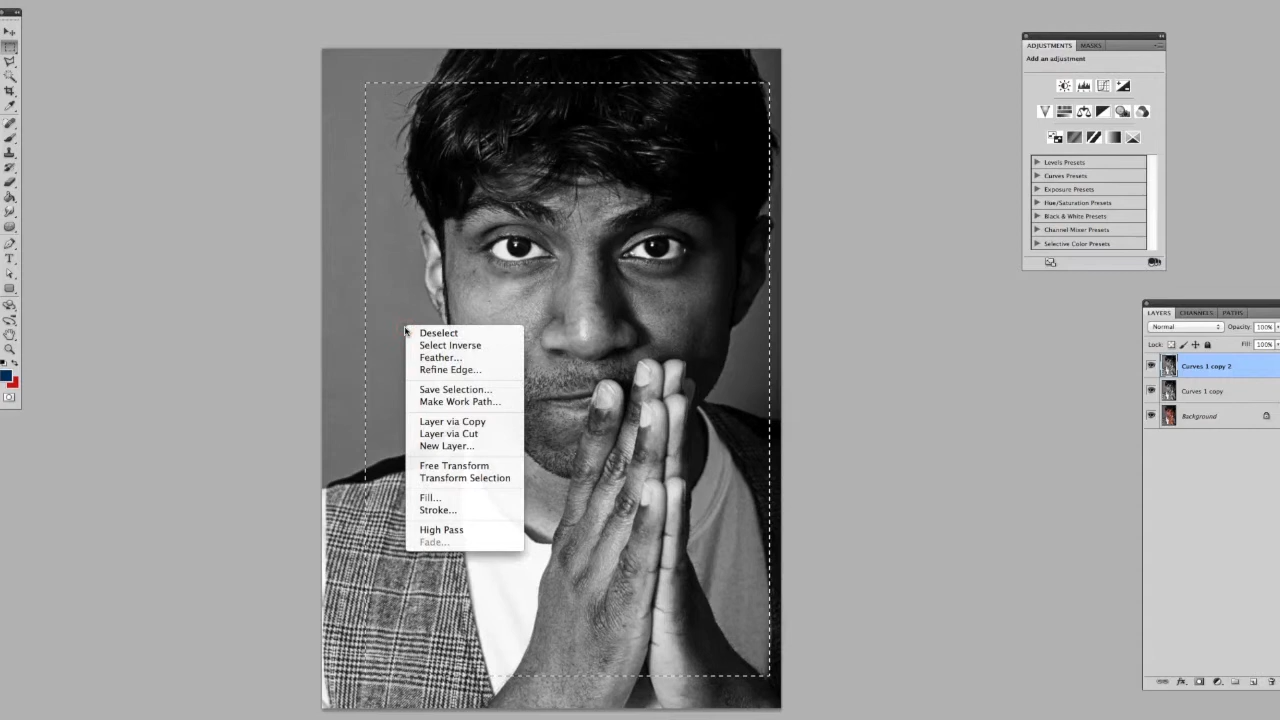 ADJUSTMENTS MASKS
Add an adjustment
Levels Presets
Curves Presets
Exposure Presets
Hue/Saturation Presets
Black & White Presets
Channel Mixer Presets
Selective Color Presets
Deselect
Select Inverse
Feather...
Refine Edge...
Save Selection...
Make Work Path...
Layer via Copy
Layer via Cut
New Layer...
Free Transform
Transform Selection
Fill...
Stroke...
High Pass
Fade...
LAYERS CHANNELS PATHS
Normal Opacity: 100%
Lock: Fill: 100%
Curves 1 copy 2
Curves 1 copy
Background